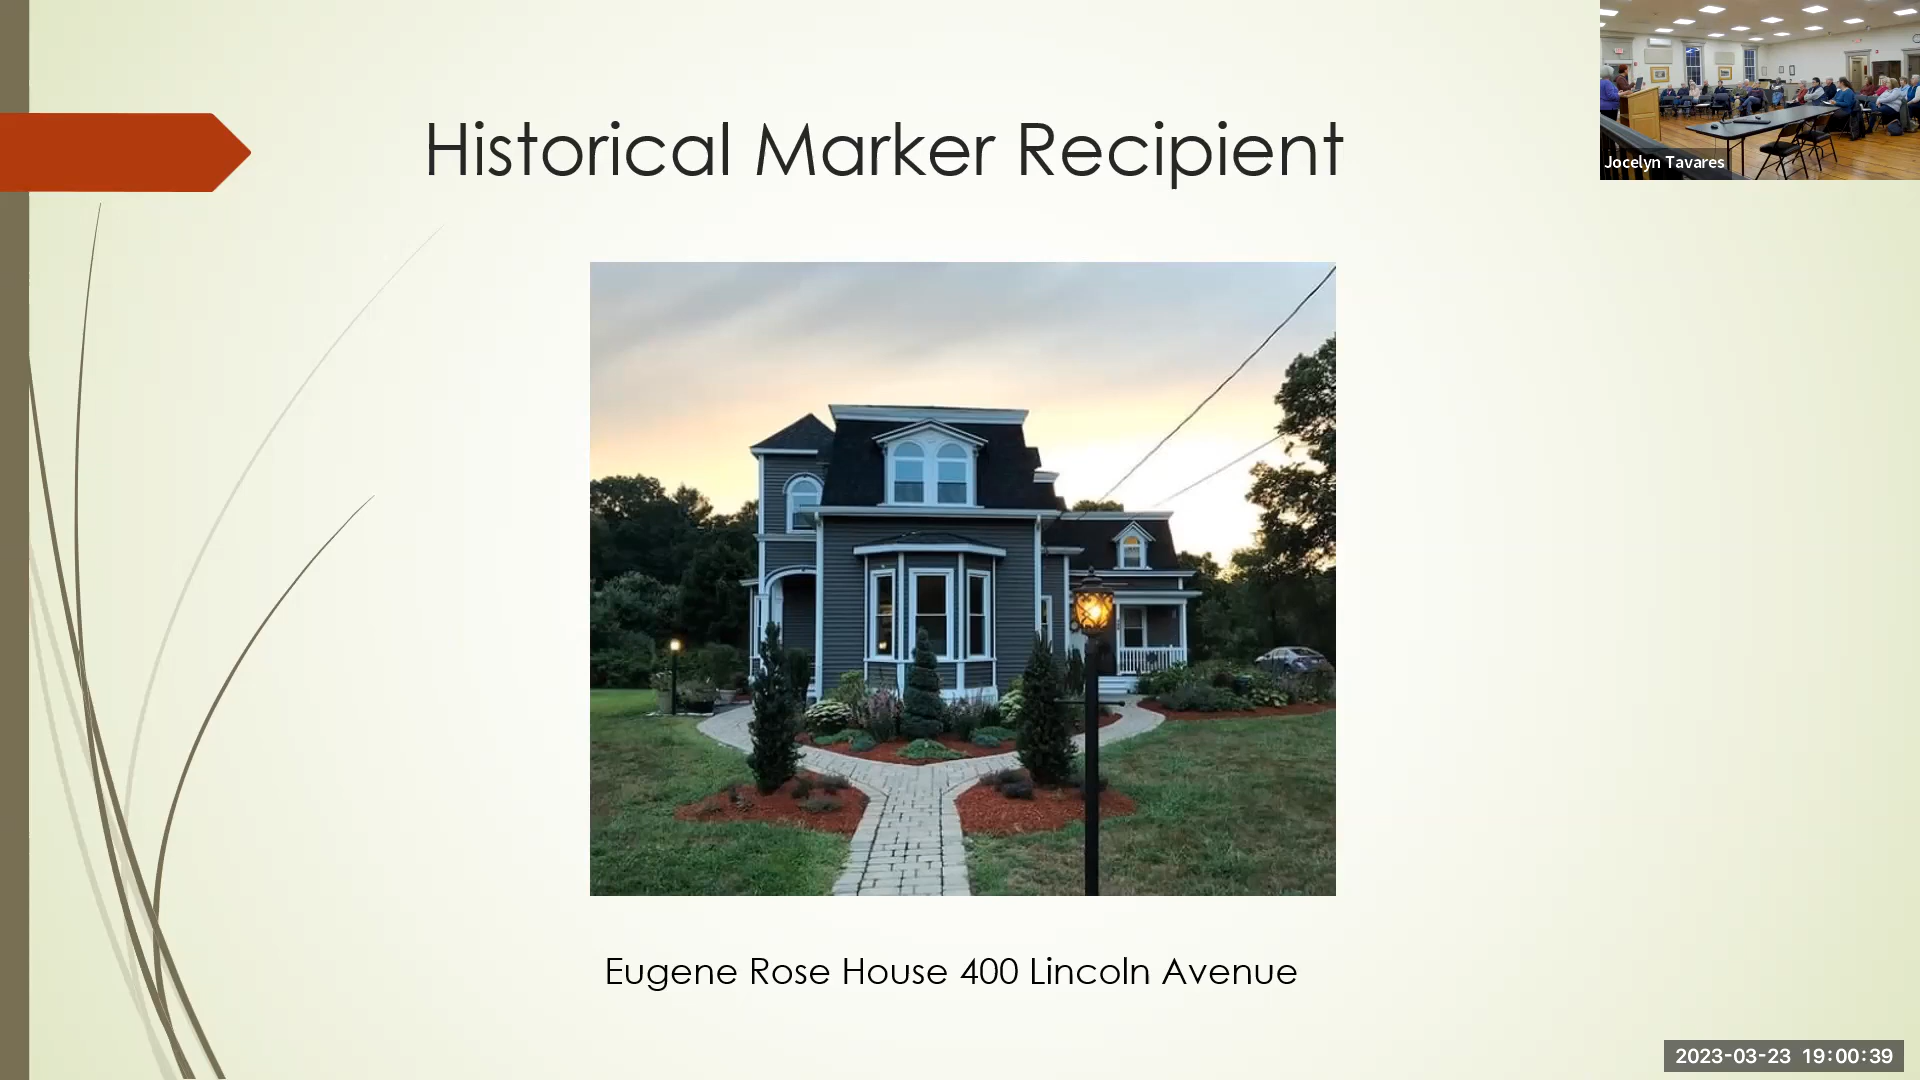 Historical Marker Recipient
Jocelyn Tavares
Eugene Rose House 400 Lincoln Avenue
2023-03-23 19:00:39